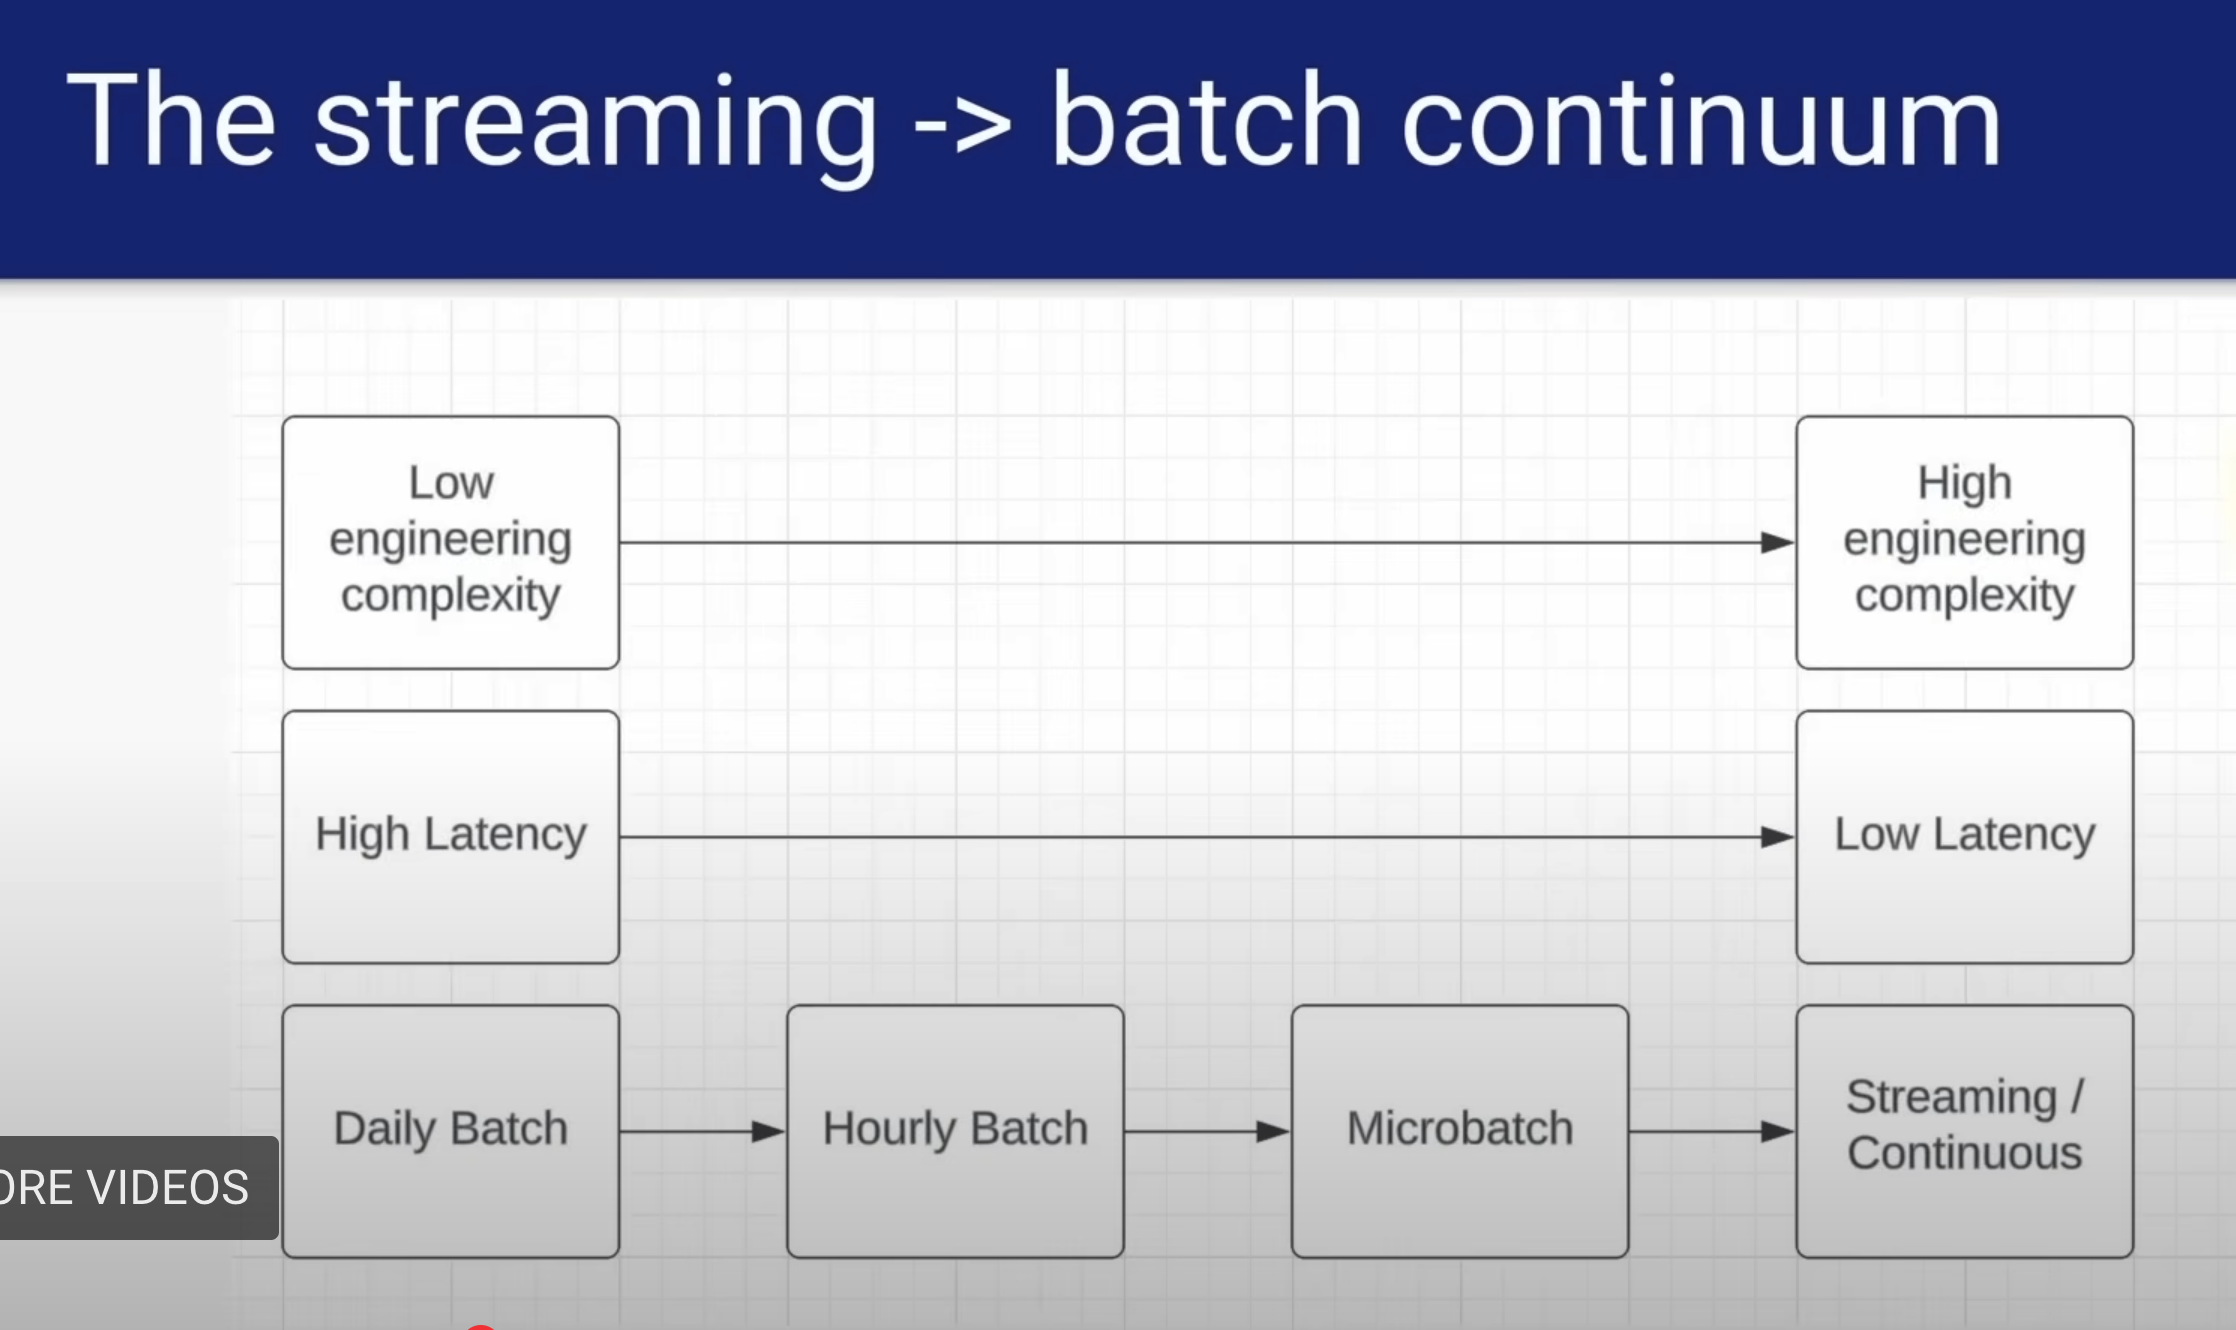 The streaming -> batch continuum
Low
engineering
complexity
High
engineering
complexity
High Latency
Low Latency
Daily Batch
Hourly Batch
Microbatch
Streaming /
Continuous
ORE VIDEOS